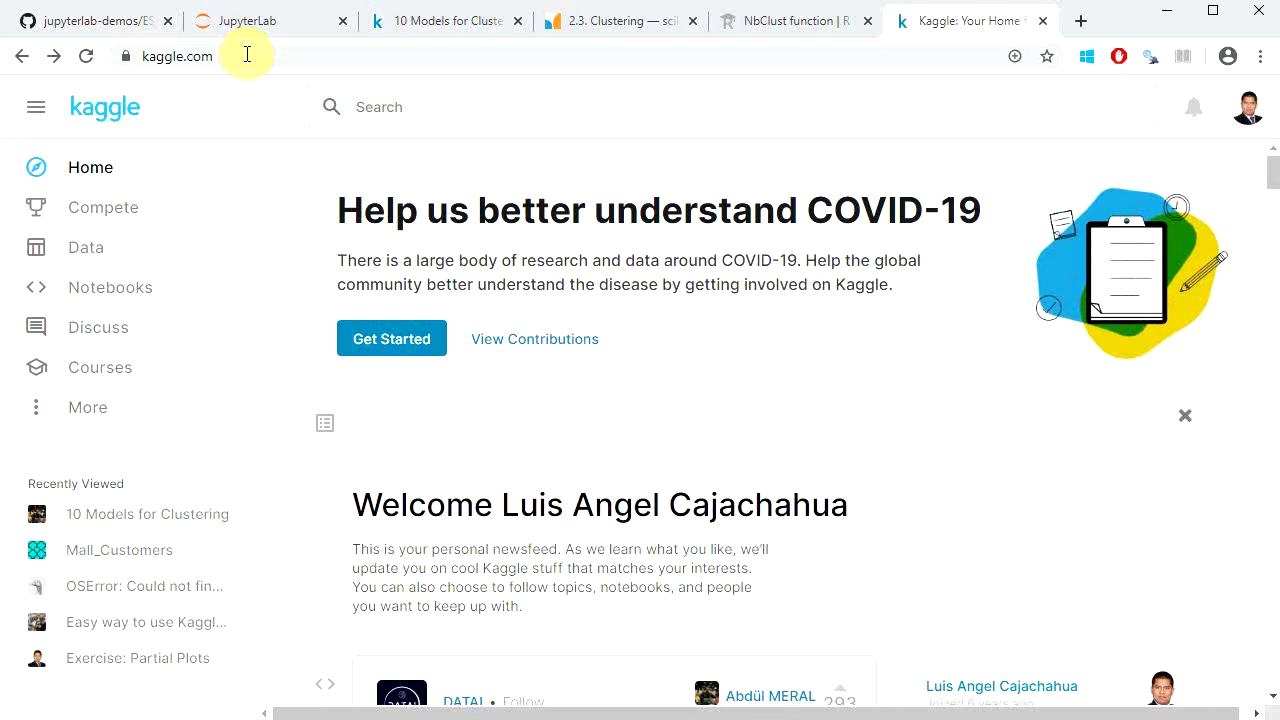 jupyterlab-demos/ES
JupyterLab
10 Models for Cluste
2.3. Clustering — sci
NbClust function | R
Kaggle: Your Home f
kaggle.com
kaggle
Search
Home
Compete
Data
Notebooks
Discuss
Courses
More
Help us better understand COVID-19
There is a large body of research and data around COVID-19. Help the global
community better understand the disease by getting involved on Kaggle.
Get Started
View Contributions
Recently Viewed
10 Models for Clustering
Mall_Customers
OSError: Could not fin...
Easy way to use Kaggl...
Exercise: Partial Plots
Welcome Luis Angel Cajachahua
This is your personal newsfeed. As we learn what you like, we'll
update you on cool Kaggle stuff that matches your interests.
You can also choose to follow topics, notebooks, and people
you want to keep up with.
DATAI • Follow
Abdül MERAL
293
Luis Angel Cajachahua
Joined 6 years ago